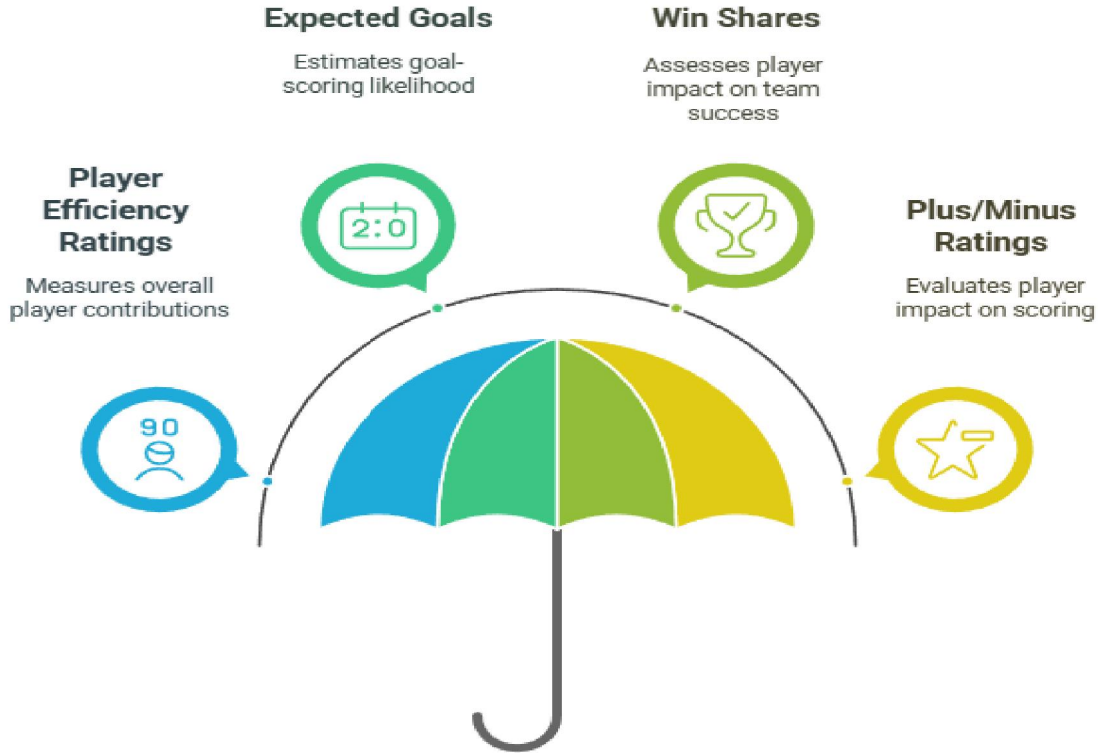 Expected Goals
Estimates goal-
scoring likelihood
Win Shares
Assesses player
impact on team
success
Player
Efficiency
Ratings
Measures overall
player contributions
Plus/Minus
Ratings
Evaluates player
impact on scoring
2:0
90